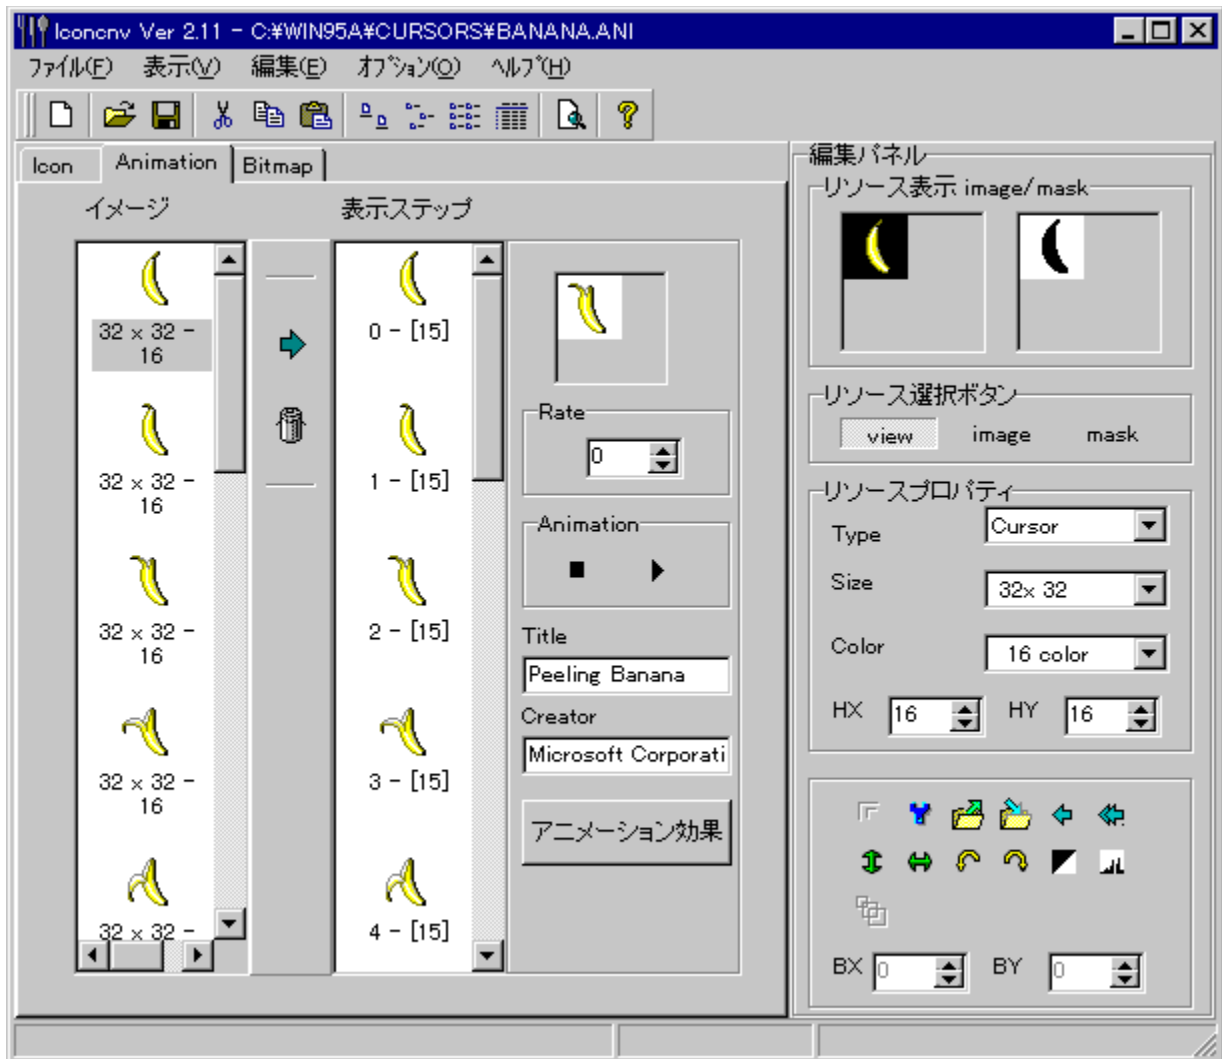 Iconcnv Ver 2.11 - C:¥WIN95A¥CURSORS¥BANANA.ANI
ﾌｧｲﾙ(F) 表示(V) 編集(E) ｵﾌﾟｼｮﾝ(O) ﾍﾙﾌﾟ(H)
Icon Animation Bitmap
イメージ 表示ステップ
32 × 32 -
16
32 × 32 -
16
32 × 32 -
16
32 × 32 -
16
32 × 32 -
0 - [15]
1 - [15]
2 - [15]
3 - [15]
4 - [15]
Rate
0
Animation
Title
Peeling Banana
Creator
Microsoft Corporati
アニメーション効果
編集パネル
リソース表示 image/mask
リソース選択ボタン
view image mask
リソースプロパティ
Type Cursor
Size 32× 32
Color 16 color
HX 16 HY 16
BX 0 BY 0